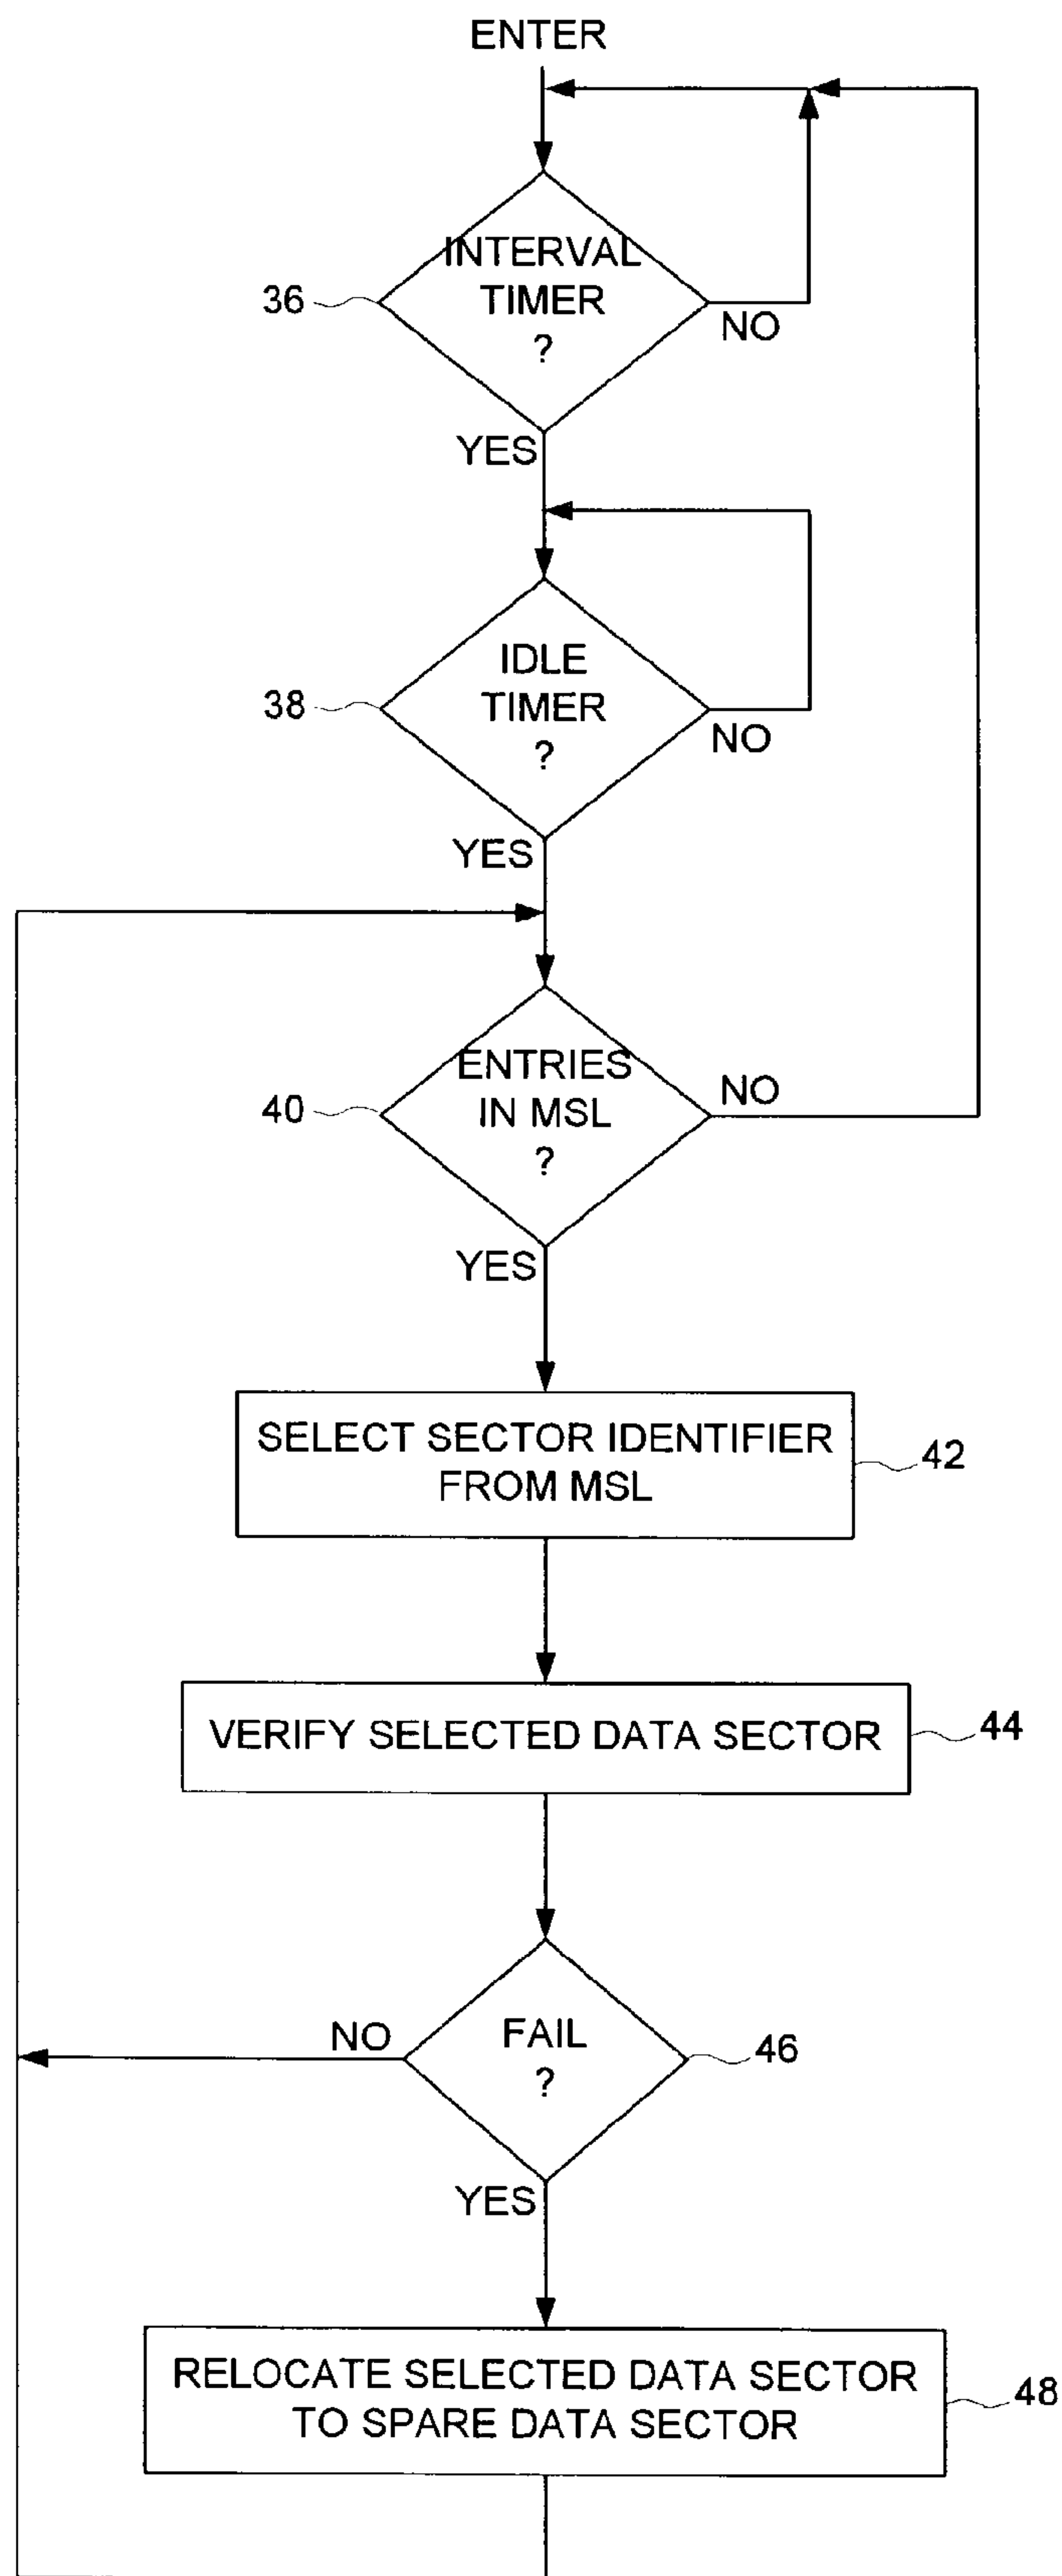 ENTER
INTERVAL
TIMER
?
36
NO
YES
IDLE
TIMER
?
38
NO
YES
ENTRIES
IN MSL
?
40
NO
YES
SELECT SECTOR IDENTIFIER
FROM MSL
42
VERIFY SELECTED DATA SECTOR
44
FAIL
?
NO
46
YES
RELOCATE SELECTED DATA SECTOR
TO SPARE DATA SECTOR
48